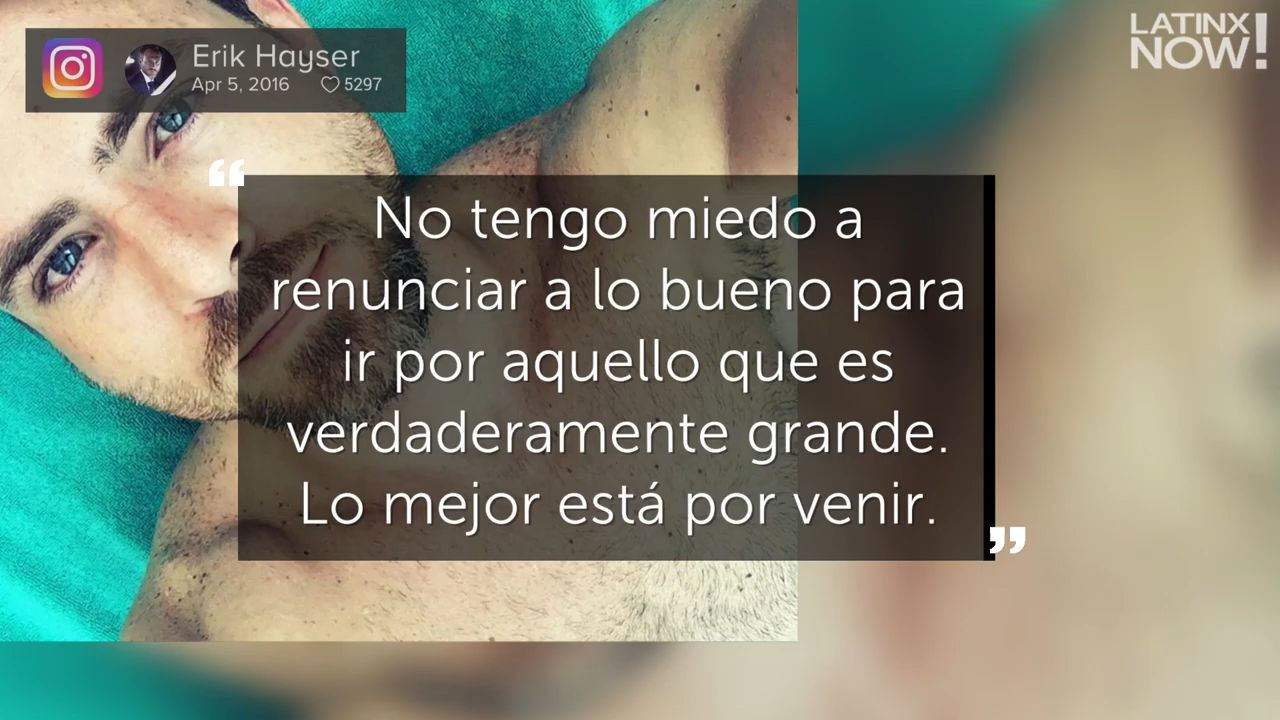 Erik Hayser
Apr 5, 2016 5297
LATINX
NOW!
“
No tengo miedo a
renunciar a lo bueno para
ir por aquello que es
verdaderamente grande.
Lo mejor está por venir.
”